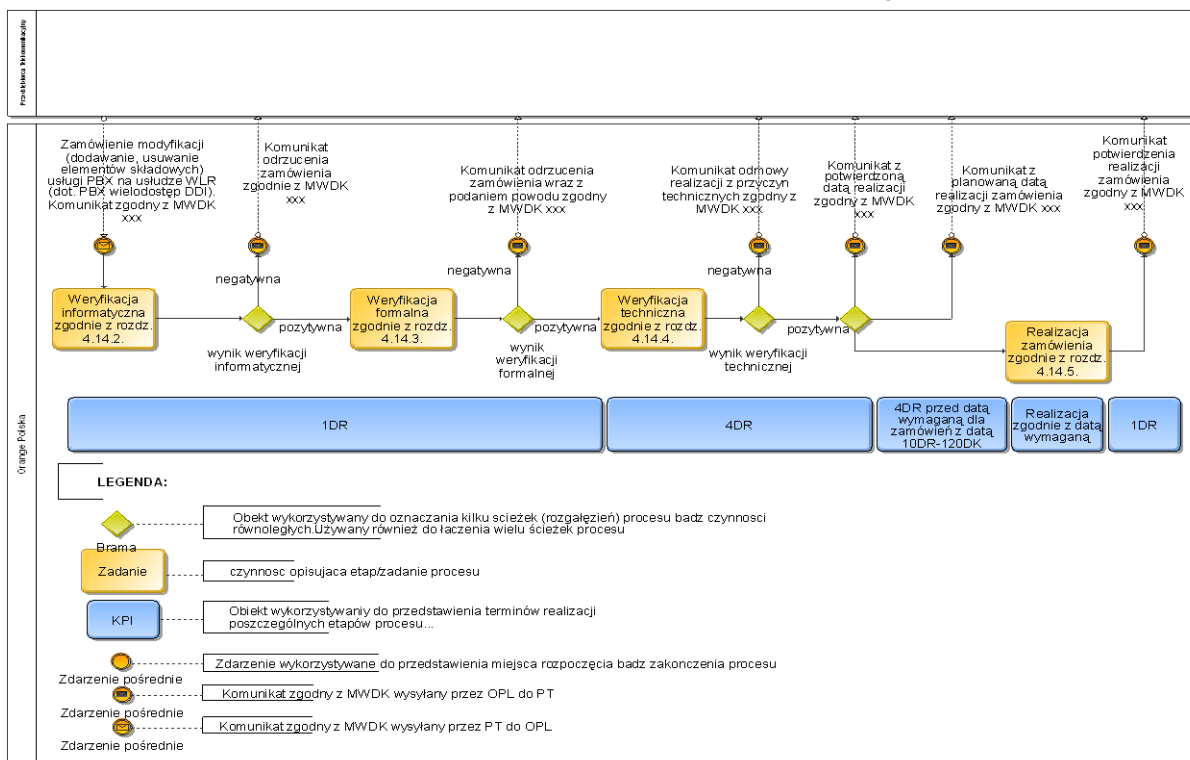 Przedsiębiorca Telekomunikacyjny
Orange Polska
Zamówienie modyfikacji
(dodawanie, usuwanie
elementów składowych)
usługi PBX na usłudze WLR
(dot. PBX wielodostęp DDI).
Komunikat zgodny z MWDK
xxx
Komunikat
odrzucenia
zamówienia
zgodnie z MWDK
xxx
Komunikat odrzucenia
zamówienia wraz z
podaniem powodu zgodny
z MWDK xxx
Komunikat odmowy
realizacji z przyczyn
technicznych zgodny z
MWDK xxx
Komunikat z
potwierdzoną
datą realizacji
zgodny z MWDK
xxx
Komunikat z
planowaną datą
realizacji zamówienia
zgodny z MWDK xxx
Komunikat
potwierdzenia
realizacji
zamówienia
zgodny z MWDK
xxx
negatywna
negatywna
negatywna
Weryfikacja
informatyczna
zgodnie z rozdz.
4.14.2.
pozytywna
wynik weryfikacji
informatycznej
Weryfikacja
formalna
zgodnie z rozdz.
4.14.3.
pozytywna
wynik
weryfikacji
formalnej
Weryfikacja
techniczna
zgodnie z rozdz.
4.14.4.
pozytywna
wynik weryfikacji
technicznej
Realizacja
zamówienia
zgodnie z rozdz.
4.14.5.
1DR
4DR
4DR przed datą
wymaganą dla
zamówień z datą
10DR-120DK
Realizacja
zgodnie z datą
wymaganą
1DR
LEGENDA:
Brama
Obekt wykorzystywany do oznaczania kilku scieżek (rozgałęzień) procesu badz czynnosci
równoległych.Używany również do łaczenia wielu ścieżek procesu
Zadanie
czynnosc opisujaca etap/zadanie procesu
KPI
Obiekt wykorzystywaniy do przedstawienia terminów realizacji
poszczególnych etapów procesu...
Zdarzenie pośrednie
Zdarzenie wykorzystywane do przedstawienia miejsca rozpoczęcia badz zakonczenia procesu
Zdarzenie pośrednie
Komunikat zgodny z MWDK wysyłany przez OPL do PT
Zdarzenie pośrednie
Komunikat zgodny z MWDK wysyłany przez PT do OPL